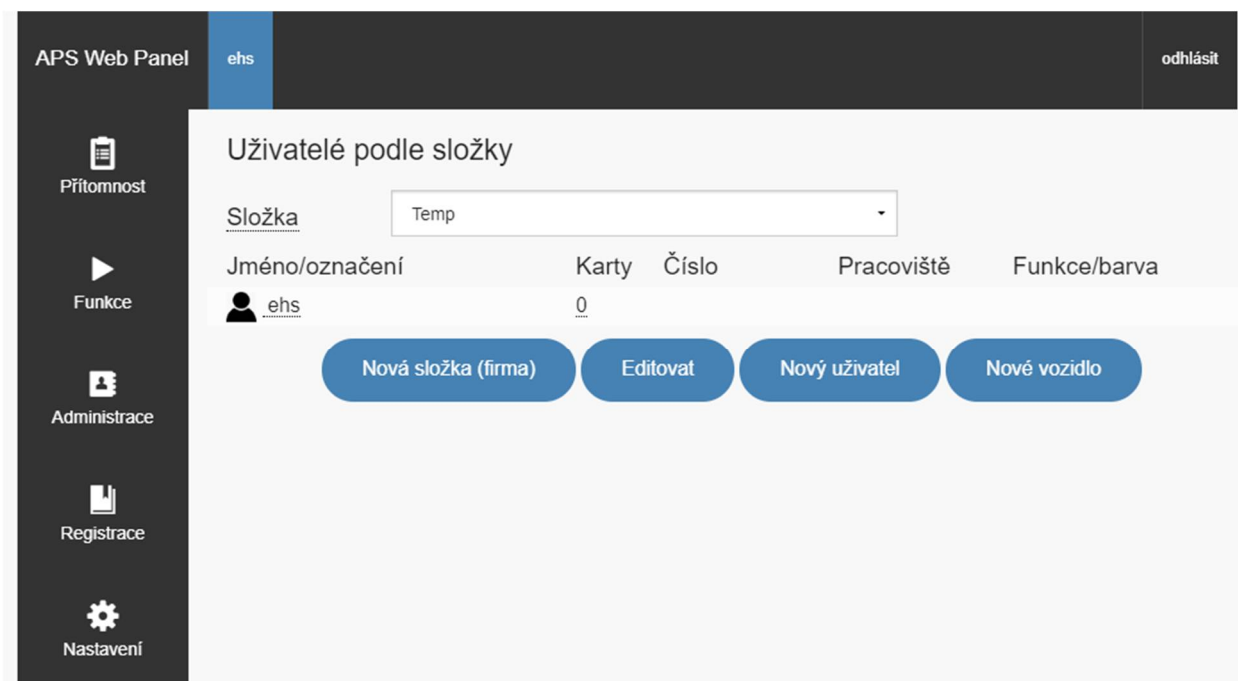 APS Web Panel ehs odhlásit
Přítomnost
Funkce
Administrace
Registrace
Nastavení
Uživatelé podle složky
Složka Temp
Jméno/označení Karty Číslo Pracoviště Funkce/barva
ehs 0
Nová složka (firma) Editovat Nový uživatel Nové vozidlo